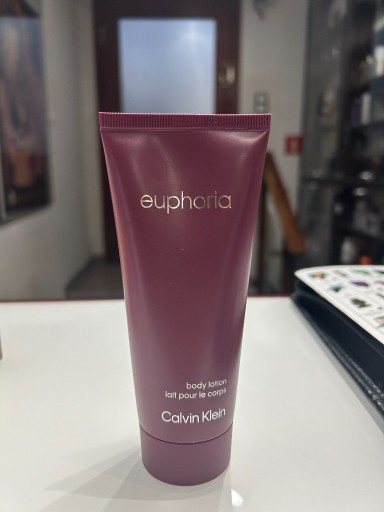 euphoria
body lotion
lait pour le corps
Calvin Klein